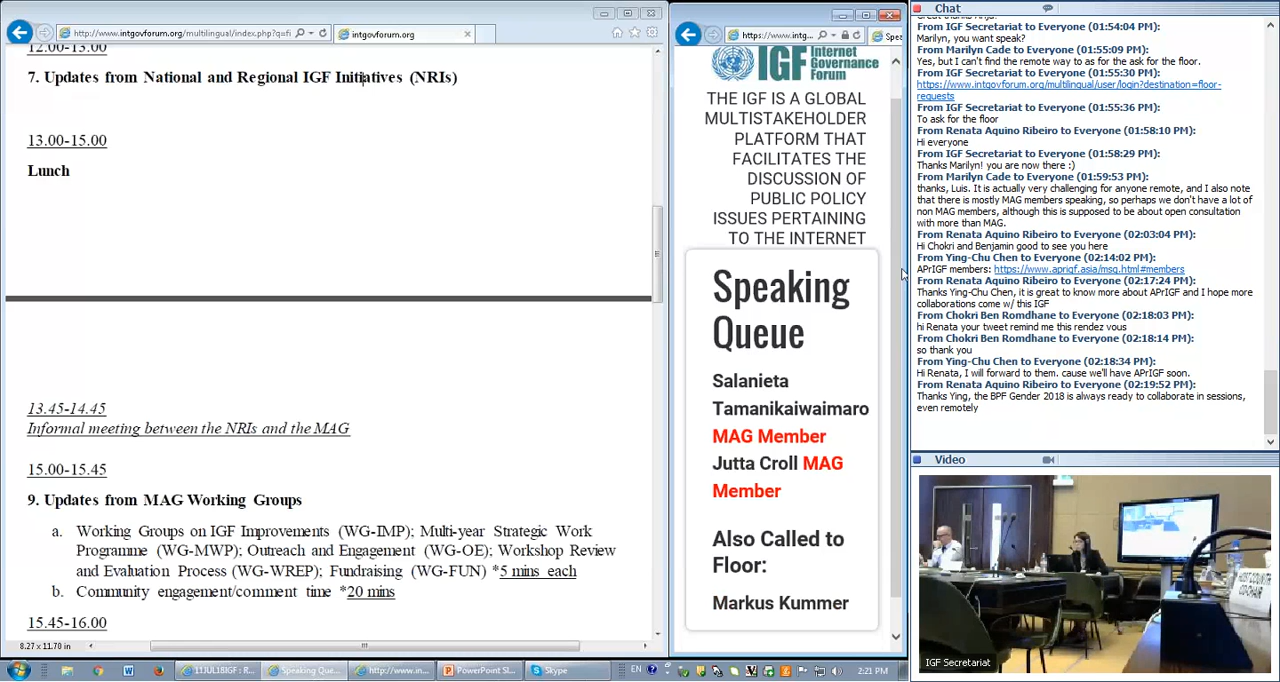 http://www.intgovforum.org/multilingual/index.php?q=fi
intgovforum.org
12.00-13.00
7. Updates from National and Regional IGF Initiatives (NRIs)
13.00-15.00
Lunch
13.45-14.45
Informal meeting between the NRIs and the MAG
15.00-15.45
9. Updates from MAG Working Groups
a. Working Groups on IGF Improvements (WG-IMP); Multi-year Strategic Work
Programme (WG-MWP); Outreach and Engagement (WG-OE); Workshop Review
and Evaluation Process (WG-WREP); Fundraising (WG-FUN) *5 mins each
b. Community engagement/comment time *20 mins
15.45-16.00
8.27 x 11.70 in
https://www.intg...
Spe
IGF Internet
Governance
Forum
THE IGF IS A GLOBAL
MULTISTAKEHOLDER
PLATFORM THAT
FACILITATES THE
DISCUSSION OF
PUBLIC POLICY
ISSUES PERTAINING
TO THE INTERNET
Speaking
Queue
Salanieta
Tamanikaiwaimaro
MAG Member
Jutta Croll MAG
Member
Also Called to
Floor:
Markus Kummer
Chat
From IGF Secretariat to Everyone (01:54:04 PM):
Marilyn, you want speak?
From Marilyn Cade to Everyone (01:55:09 PM):
Yes, but I can't find the remote way to as for the ask for the floor.
From IGF Secretariat to Everyone (01:55:30 PM):
https://www.intgovforum.org/multilingual/user/login?destination=floor-
requests
From IGF Secretariat to Everyone (01:55:36 PM):
To ask for the floor
From Renata Aquino Ribeiro to Everyone (01:58:10 PM):
Hi everyone
From IGF Secretariat to Everyone (01:58:29 PM):
Thanks Marilyn! you are now there :)
From Marilyn Cade to Everyone (01:59:53 PM):
thanks, Luis. It is actually very challenging for anyone remote, and I also note
that there is mostly MAG members speaking, so perhaps we don't have a lot of
non MAG members, although this is supposed to be about open consultation
with more than MAG.
From Renata Aquino Ribeiro to Everyone (02:03:04 PM):
Hi Chokri and Benjamin good to see you here
From Ying-Chu Chen to Everyone (02:14:02 PM):
APrIGF members: https://www.aprigf.asia/msg.html#members
From Renata Aquino Ribeiro to Everyone (02:17:24 PM):
Thanks Ying-Chu Chen, it is great to know more about APrIGF and I hope more
collaborations come w/ this IGF
From Chokri Ben Romdhane to Everyone (02:18:03 PM):
hi Renata your tweet remind me this rendez vous
From Chokri Ben Romdhane to Everyone (02:18:14 PM):
so thank you
From Ying-Chu Chen to Everyone (02:18:34 PM):
Hi Renata, I will forward to them. cause we'll have APrIGF soon.
From Renata Aquino Ribeiro to Everyone (02:19:52 PM):
Thanks Ying, the BPF Gender 2018 is always ready to collaborate in sessions,
even remotely
Video
HOST COUNTRY
CO-CHAIR
IGF Secretariat
11JUL18IGF : R...
Speaking Que...
http://www.in...
PowerPoint Sl...
Skype
EN
2:21 PM